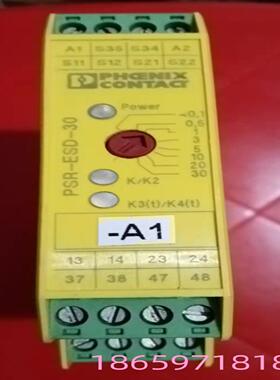 A1 S35 S34 A2
S11 S12 S21 S22
PHOENIX
CONTACT
Power
PSR-ESD-30
<0,1
0,5
1
3
5
10
20
30
K/K2
K3(t)/K4(t)
-A1
13 14 23 24
37 38 47 48
18659718181